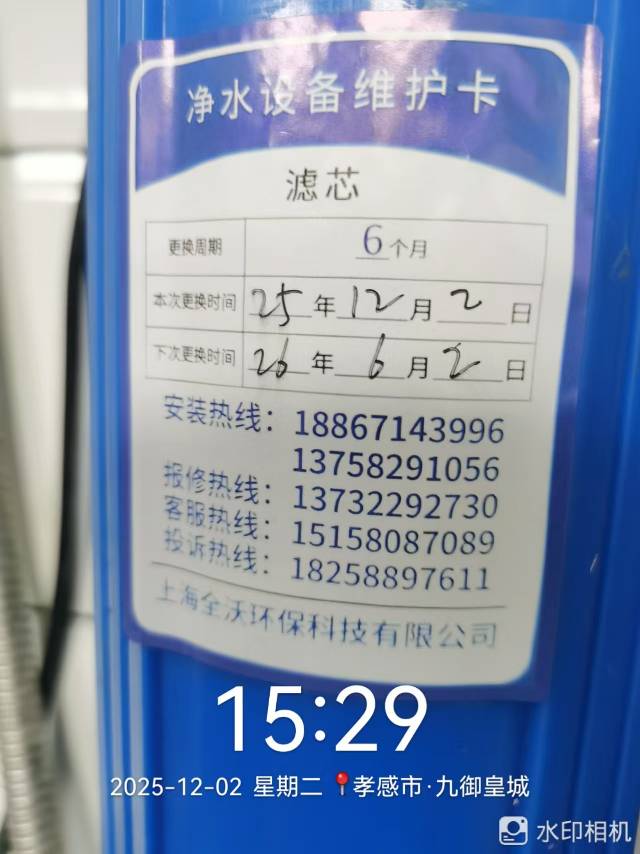 净水设备维护卡
滤芯
更换周期 6个月
本次更换时间 25年12月2日
下次更换时间 26年6月2日
安装热线：18867143996
13758291056
报修热线：13732292730
客服热线：15158087089
投诉热线：18258897611
上海全沃环保科技有限公司
15:29
2025-12-02 星期二 📍孝感市·九御皇城
水印相机